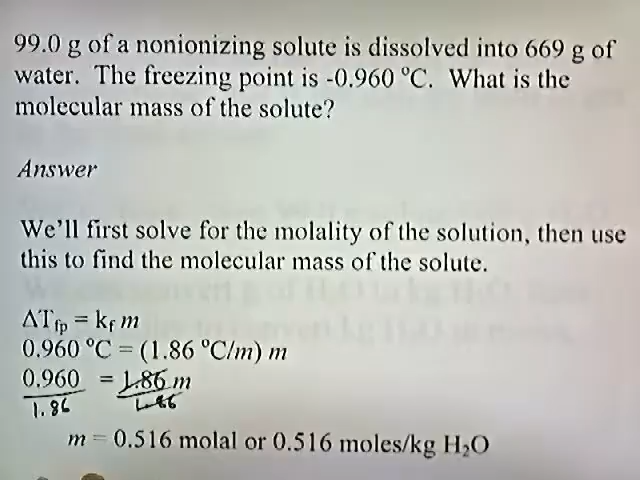 99.0 g of a nonionizing solute is dissolved into 669 g of
water. The freezing point is -0.960 ºC. What is the
molecular mass of the solute?
Answer
We'll first solve for the molality of the solution, then use
this to find the molecular mass of the solute.
ΔTfp = kf m
0.960 ºC = (1.86 ºC/m) m
0.960 = 1.86 m
1.86 1.86
m = 0.516 molal or 0.516 moles/kg H₂O